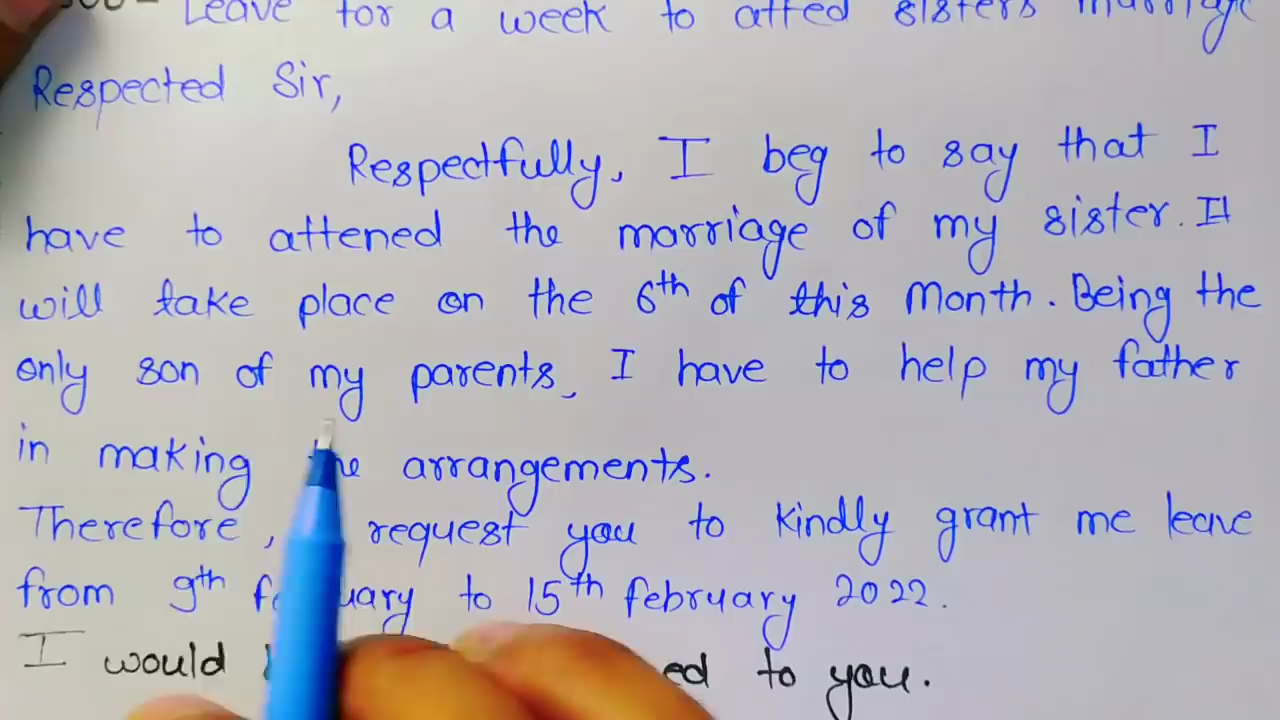 Leave for a week to atted sisters marriage
Respected Sir,
Respectfully, I beg to say that I
have to attened the marriage of my sister. It
will take place on the 6th of this Month. Being the
only son of my parents, I have to help my father
in making the arrangements.
Therefore, request you to kindly grant me leave
from 9th february to 15th february 2022.
I would to you.